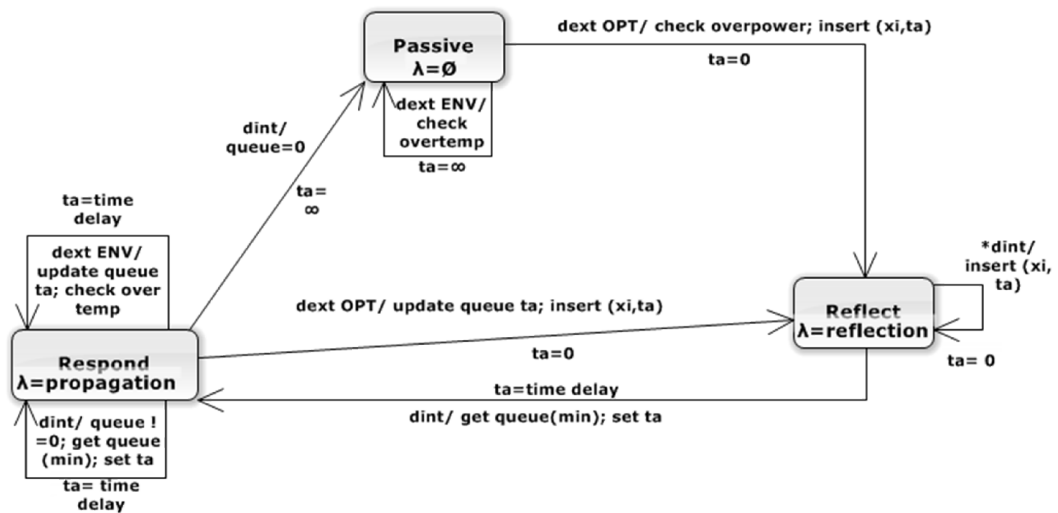 dext OPT/ check overpower; insert (xi,ta)
Passive
λ=Ø
ta=0
dext ENV/
check
overtemp
ta=∞
dint/
queue=0
ta=
∞
ta=time
delay
dext ENV/
update queue
ta; check over
temp
*dint/
insert (xi,
ta)
dext OPT/ update queue ta; insert (xi,ta)
Reflect
λ=reflection
ta=0
ta= 0
Respond
λ=propagation
ta=time delay
dint/ get queue(min); set ta
dint/ queue !
=0; get queue
(min); set ta
ta= time
delay